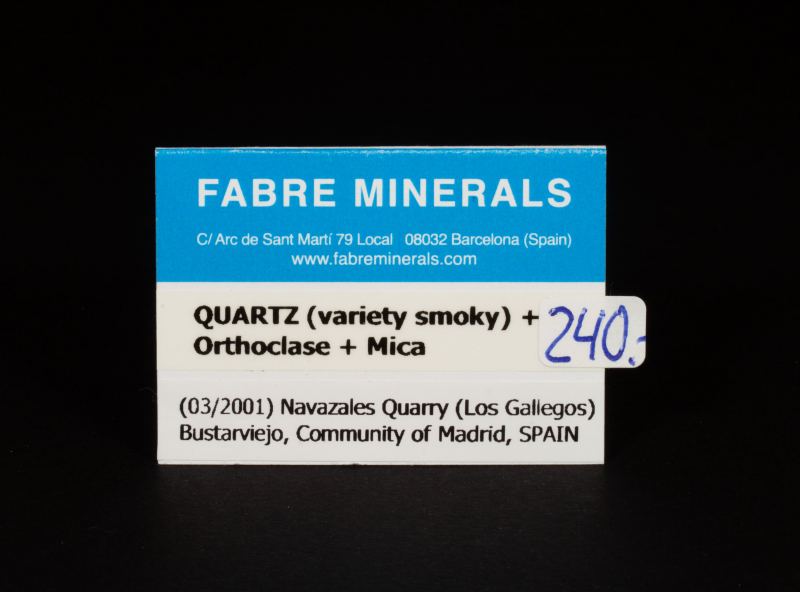 FABRE MINERALS
C/ Arc de Sant Martí 79 Local 08032 Barcelona (Spain)
www.fabreminerals.com
QUARTZ (variety smoky) +
240.-
Orthoclase + Mica
(03/2001) Navazales Quarry (Los Gallegos)
Bustarviejo, Community of Madrid, SPAIN